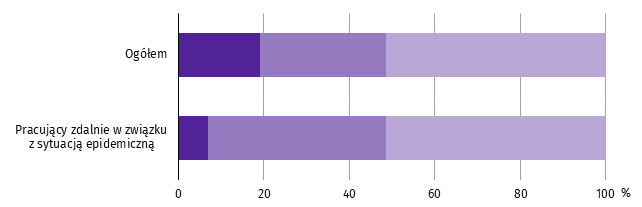 Ogółem
Pracujący zdalnie w związku
z sytuacją epidemiczną
0 20 40 60 80 100 %